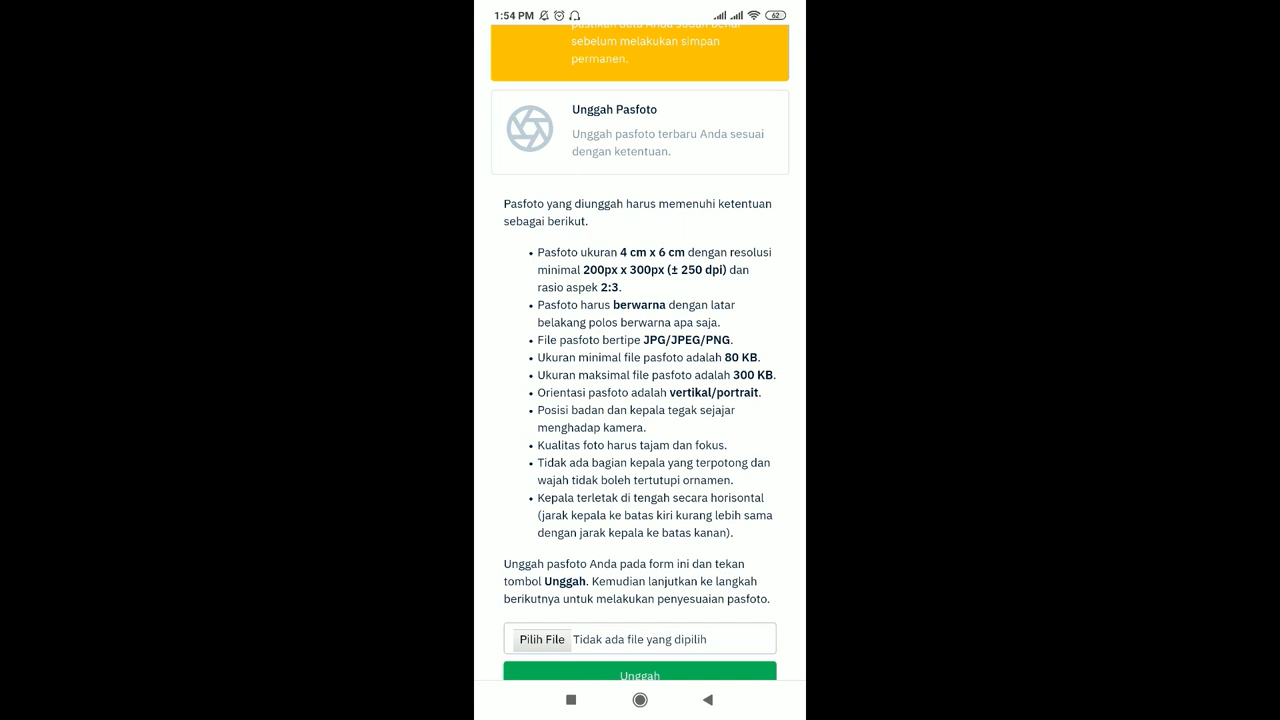 1:54 PM
62
sebelum melakukan simpan
permanen.
Unggah Pasfoto
Unggah pasfoto terbaru Anda sesuai
dengan ketentuan.
Pasfoto yang diunggah harus memenuhi ketentuan
sebagai berikut.
• Pasfoto ukuran 4 cm x 6 cm dengan resolusi
minimal 200px x 300px (± 250 dpi) dan
rasio aspek 2:3.
• Pasfoto harus berwarna dengan latar
belakang polos berwarna apa saja.
• File pasfoto bertipe JPG/JPEG/PNG.
• Ukuran minimal file pasfoto adalah 80 KB.
• Ukuran maksimal file pasfoto adalah 300 KB.
• Orientasi pasfoto adalah vertikal/portrait.
• Posisi badan dan kepala tegak sejajar
menghadap kamera.
• Kualitas foto harus tajam dan fokus.
• Tidak ada bagian kepala yang terpotong dan
wajah tidak boleh tertutupi ornamen.
• Kepala terletak di tengah secara horisontal
(jarak kepala ke batas kiri kurang lebih sama
dengan jarak kepala ke batas kanan).
Unggah pasfoto Anda pada form ini dan tekan
tombol Unggah. Kemudian lanjutkan ke langkah
berikutnya untuk melakukan penyesuaian pasfoto.
Pilih File Tidak ada file yang dipilih
Unggah